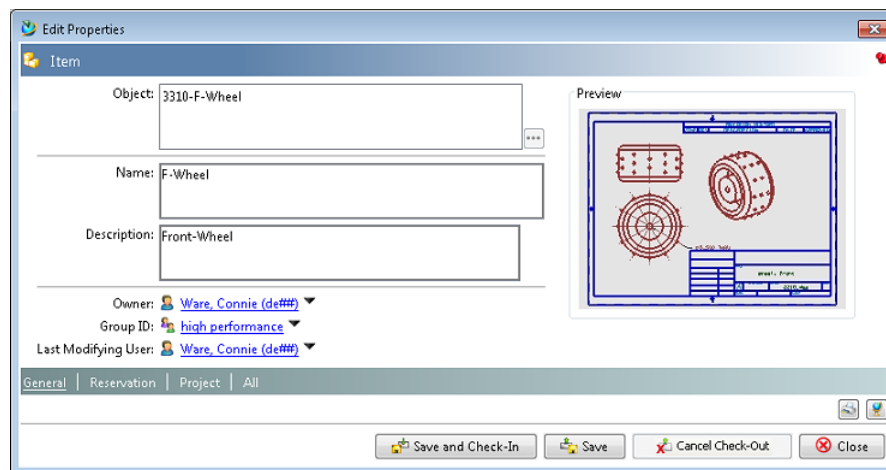 Edit Properties
Item
Object: 3310-F-Wheel
Preview
Name: F-Wheel
Description: Front-Wheel
Owner: Ware, Connie (de##)
Group ID: high performance
Last Modifying User: Ware, Connie (de##)
General | Reservation | Project | All
Save and Check-In Save Cancel Check-Out Close